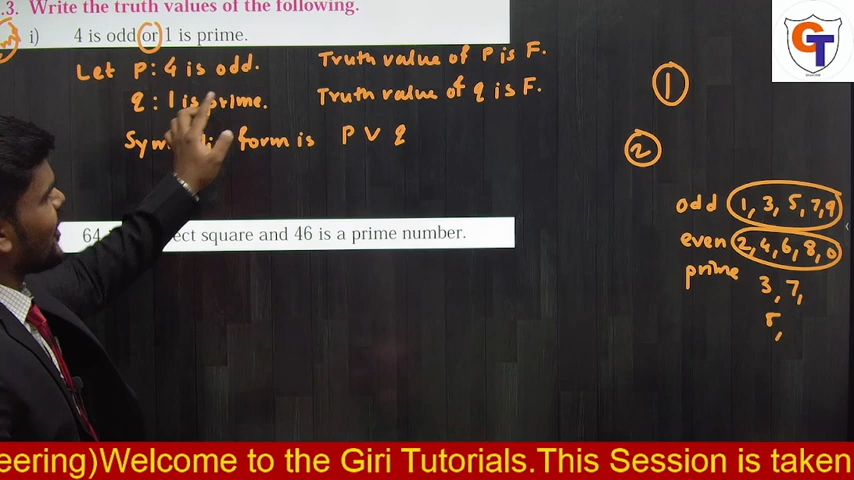 .3. Write the truth values of the following.
i) 4 is odd or 1 is prime.
Let P: 4 is odd. Truth value of P is F.
q: 1 is prime. Truth value of q is F.
form is P ∨ q
64 square and 46 is a prime number.
GT
1
2
odd 1, 3, 5, 7, 9
even 2, 4, 6, 8, 0
prime 3, 7,
5,
eering)Welcome to the Giri Tutorials.This Session is taken